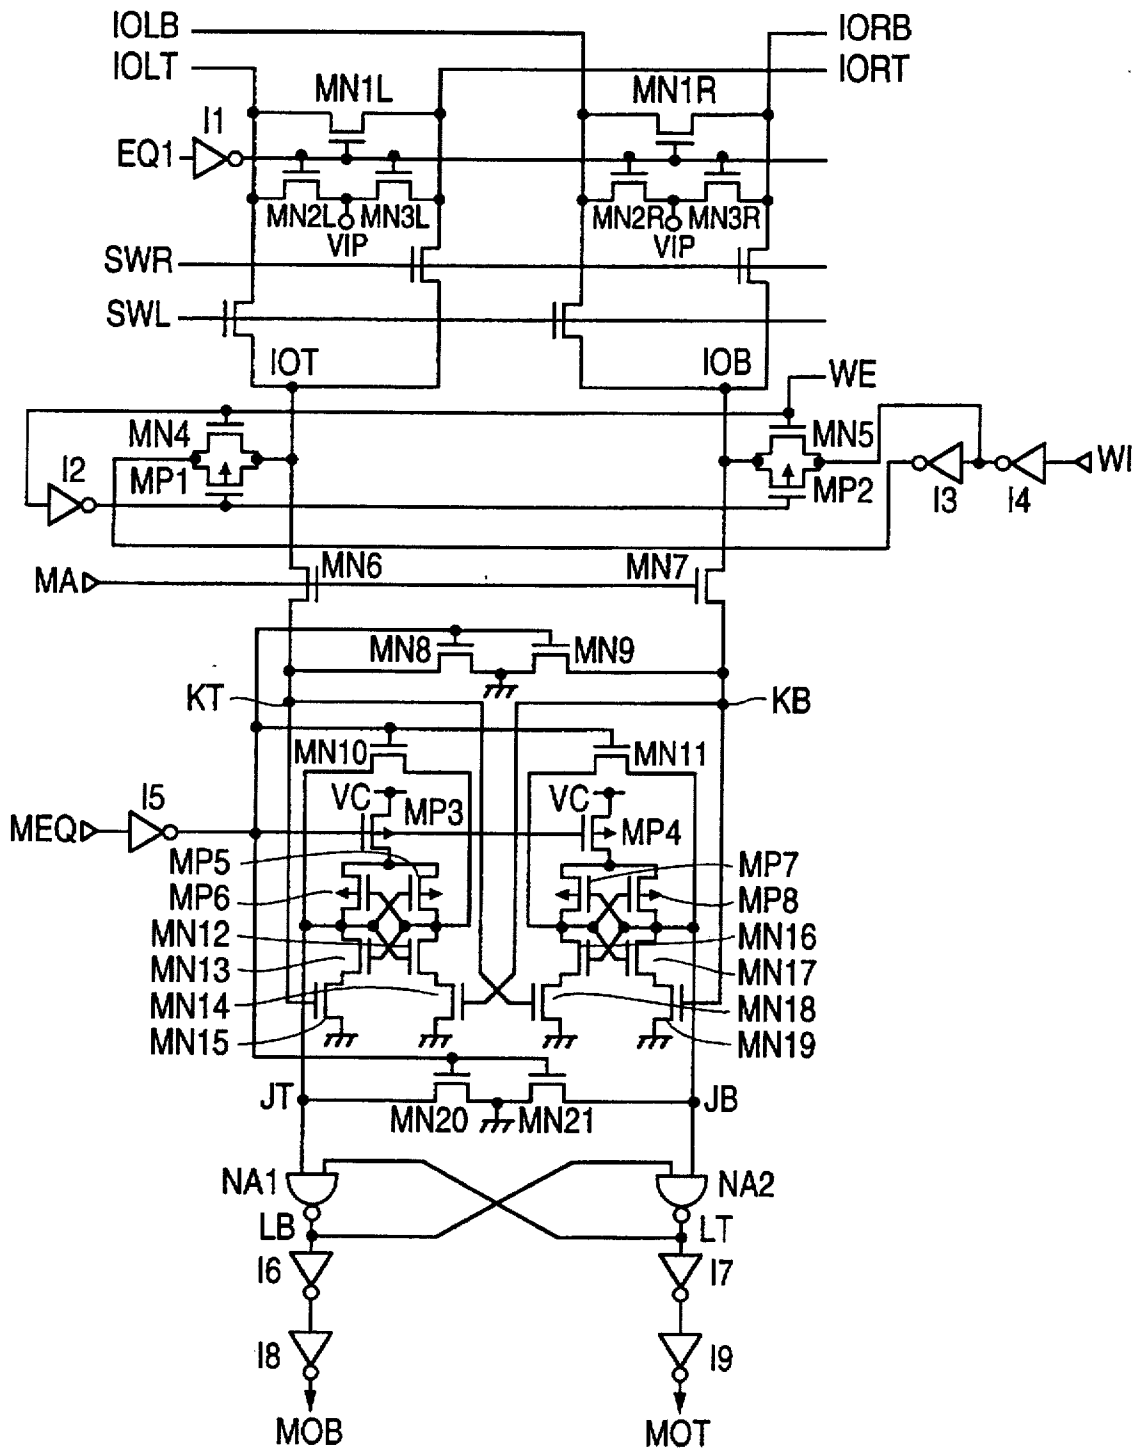 IOLB
IORB
IOLT
IORT
MN1L
MN1R
I1
EQ1
MN2L
MN3L
MN2R
MN3R
VIP
VIP
SWR
SWL
IOT
IOB
WE
MN4
MN5
I2
MP1
MP2
I3
I4
WI
MA
MN6
MN7
MN8
MN9
KT
KB
MN10
MN11
VC
VC
I5
MP3
MP4
MEQ
MP5
MP7
MP6
MP8
MN12
MN16
MN13
MN17
MN14
MN18
MN15
MN19
JT
JB
MN20
MN21
NA1
NA2
LB
LT
I6
I7
I8
I9
MOB
MOT